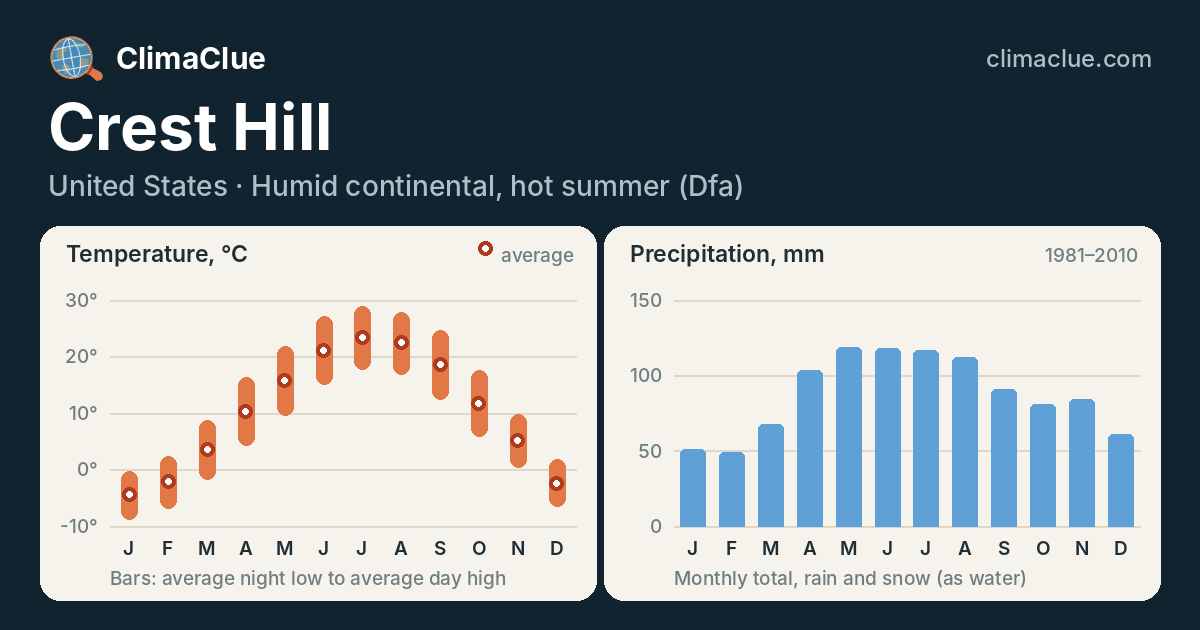 ClimaClue
climaclue.com
Crest Hill
United States · Humid continental, hot summer (Dfa)
Temperature, °C
average
30°
20°
10°
0°
-10°
J F M A M J J A S O N D
Bars: average night low to average day high
Precipitation, mm
1981–2010
150
100
50
0
J F M A M J J A S O N D
Monthly total, rain and snow (as water)